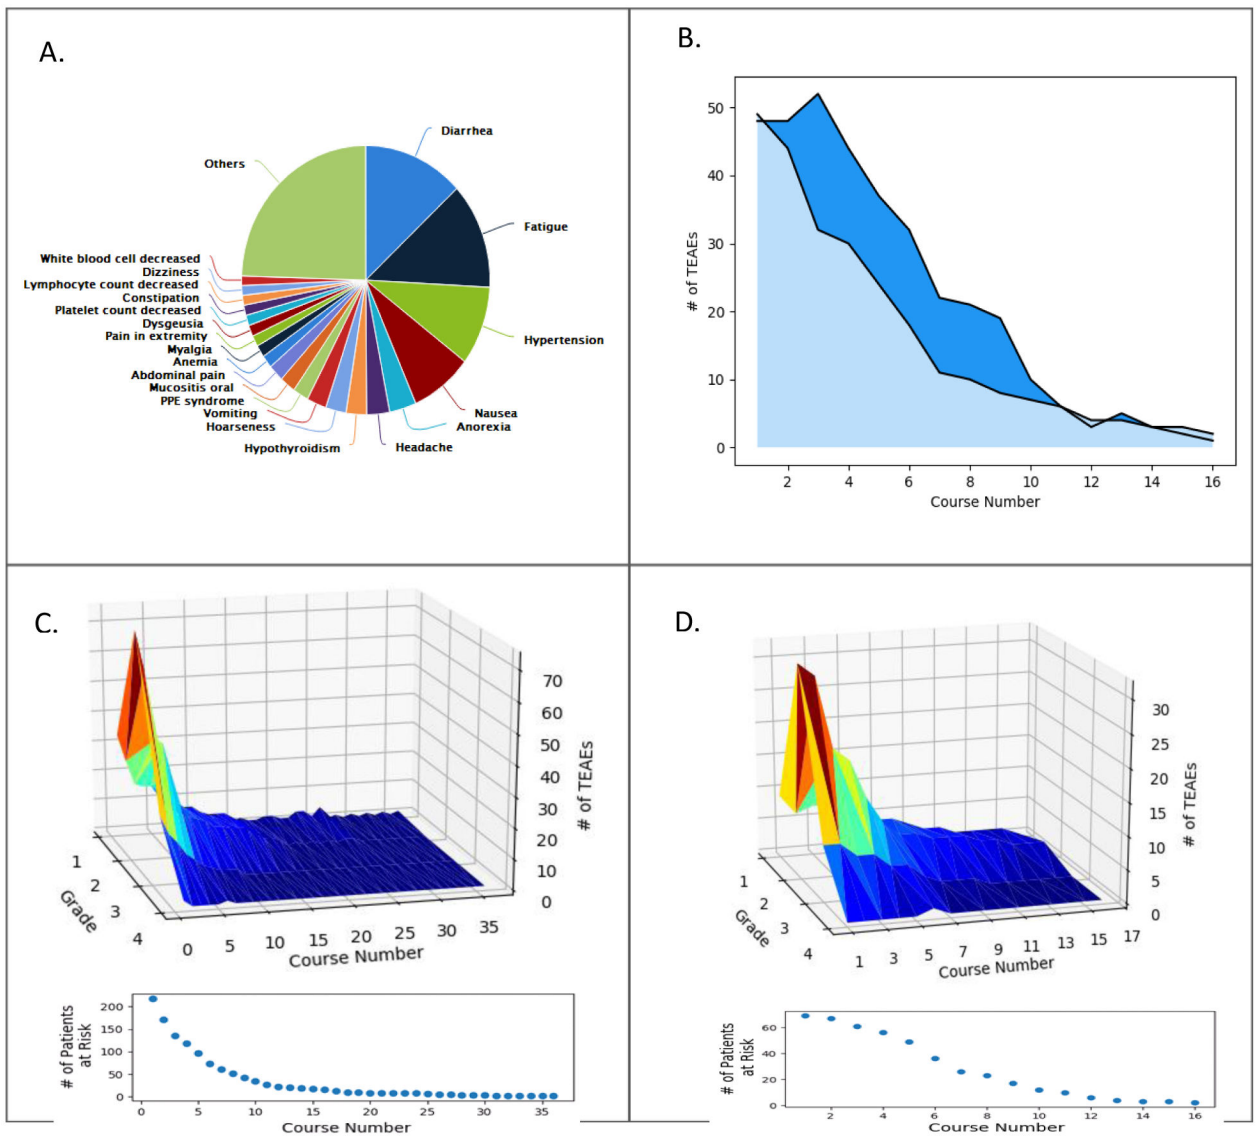 A.
Diarrhea
Others
Fatigue
White blood cell decreased
Dizziness
Lymphocyte count decreased
Constipation
Platelet count decreased
Dysgeusia
Pain in extremity
Myalgia
Anemia
Abdominal pain
Mucositis oral
PPE syndrome
Vomiting
Hoarseness
Hypothyroidism
Headache
Anorexia
Nausea
Hypertension
B.
50
40
30
20
10
0
# of TEAEs
2 4 6 8 10 12 14 16
Course Number
C.
70
60
50
40
30
20
10
0
# of TEAEs
1
2
3
4
Grade
0 5 10 15 20 25 30 35
Course Number
# of Patients
at Risk
200
150
100
50
0
0 5 10 15 20 25 30 35
Course Number
D.
30
25
20
15
10
5
0
# of TEAEs
1
2
3
4
Grade
1 3 5 7 9 11 13 15 17
Course Number
# of Patients
at Risk
60
40
20
0
2 4 6 8 10 12 14 16
Course Number